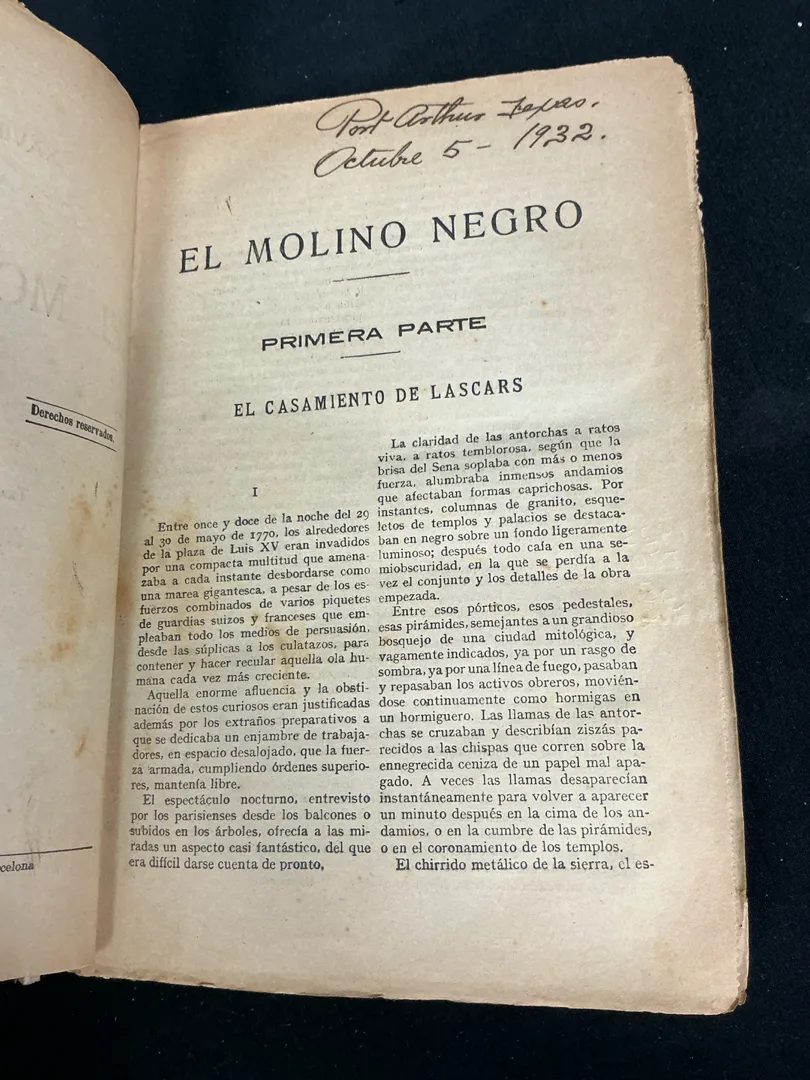 Port Arthur Texas.
Octubre 5 - 1932.
EL MOLINO NEGRO
PRIMERA PARTE
EL CASAMIENTO DE LASCARS
I
Entre once y doce de la noche del 29
al 30 de mayo de 1770, los alrededores
de la plaza de Luis XV eran invadidos
por una compacta multitud que amena-
zaba a cada instante desbordarse como
una marea gigantesca, a pesar de los es-
fuerzos combinados de varios piquetes
de guardias suizos y franceses que em-
pleaban todo los medios de persuasión,
desde las súplicas a los culatazos, para
contener y hacer recular aquella ola hu-
mana cada vez más creciente.
Aquella enorme afluencia y la obsti-
nación de estos curiosos eran justificadas
además por los extraños preparativos a
que se dedicaba un enjambre de trabaja-
dores, en espacio desalojado, que la fuer-
za armada, cumpliendo órdenes superio-
res, mantenía libre.
El espectáculo nocturno, entrevisto
por los parisienses desde los balcones o
subidos en los árboles, ofrecía a las mi-
radas un aspecto casi fantástico, del que
era difícil darse cuenta de pronto,
La claridad de las antorchas a ratos
viva, a ratos temblorosa, según que la
brisa del Sena soplaba con más o menos
fuerza, alumbraba inmensos andamios
que afectaban formas caprichosas. Por
instantes, columnas de granito, esque-
letos de templos y palacios se destaca-
ban en negro sobre un fondo ligeramente
luminoso; después todo caía en una se-
miobscuridad, en la que se perdía a la
vez el conjunto y los detalles de la obra
empezada.
Entre esos pórticos, esos pedestales,
esas pirámides, semejantes a un grandioso
bosquejo de una ciudad mitológica, y
vagamente indicados, ya por un rasgo de
sombra, ya por una línea de fuego, pasaban
y repasaban los activos obreros, movién-
dose continuamente como hormigas en
un hormiguero. Las llamas de las antor-
chas se cruzaban y describían ziszás pa-
recidos a las chispas que corren sobre la
ennegrecida ceniza de un papel mal apa-
gado. A veces las llamas desaparecían
instantáneamente para volver a aparecer
un minuto después en la cima de los an-
damios, o en la cumbre de las pirámides,
o en el coronamiento de los templos.
El chirrido metálico de la sierra, el es-
Derechos reservados.
celona